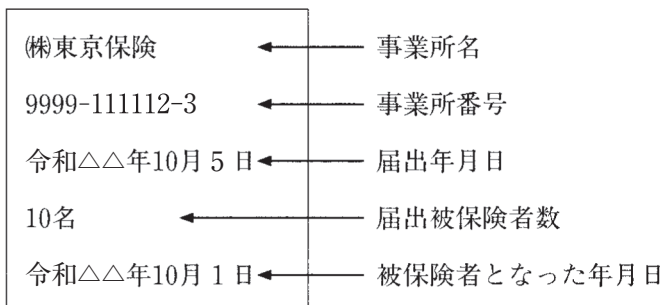 ㈱東京保険 事業所名
9999-111112-3 事業所番号
令和△△年10月5日 届出年月日
10名 届出被保険者数
令和△△年10月1日 被保険者となった年月日